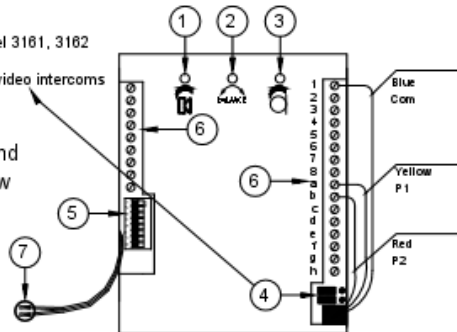 1 2 3
el 3161, 3162
video intercoms
nd
w
BALANCE
6
5
7
6
4
1
2
3
4
5
6
7
8
a
b
c
d
e
f
g
h
Blue
Com
Yellow
P1
Red
P2